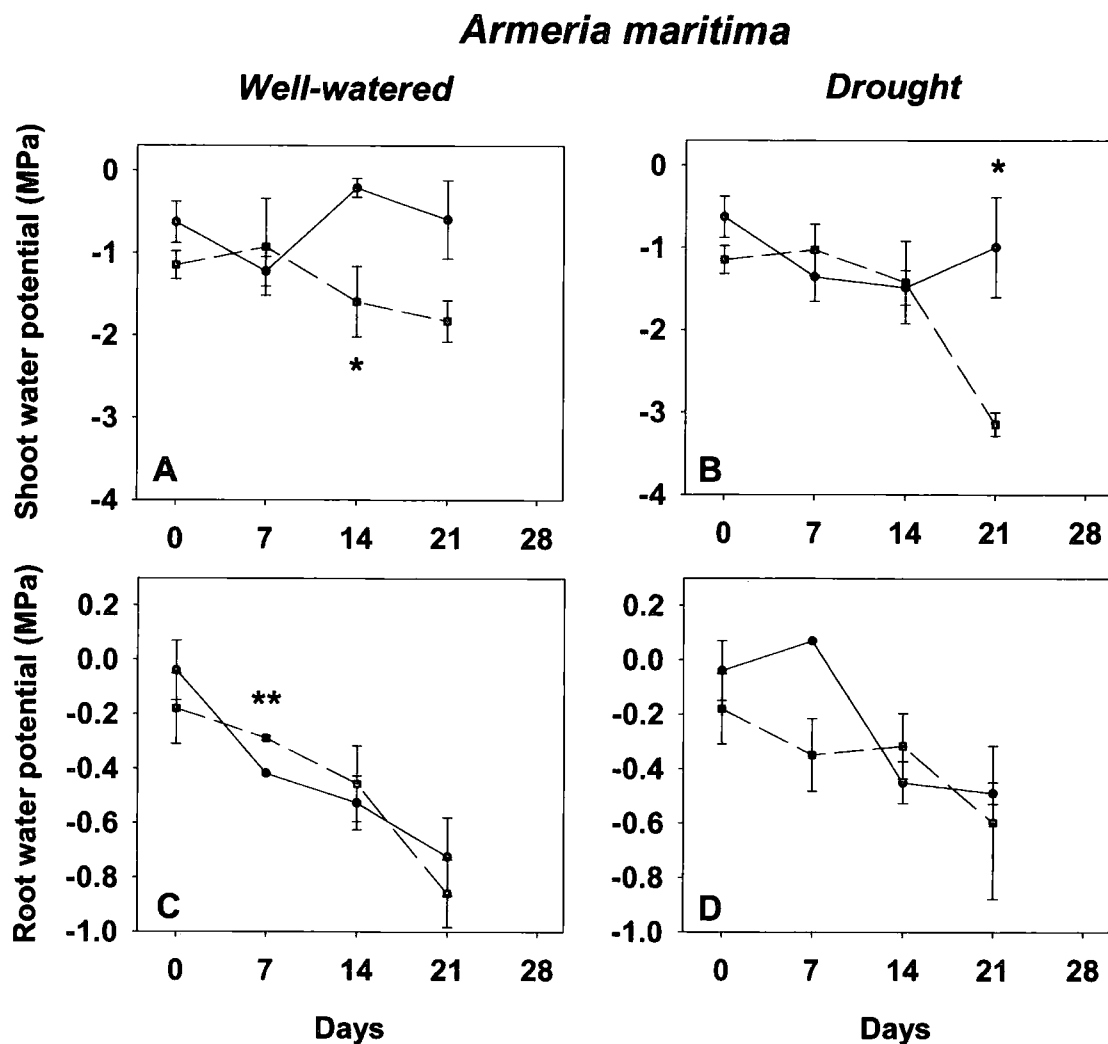 Armeria maritima
Well-watered
Drought
Shoot water potential (MPa)
0
-1
-2
-3
-4
*
A
0 7 14 21 28
0
-1
-2
-3
-4
*
B
0 7 14 21 28
Root water potential (MPa)
0.2
0.0
-0.2
-0.4
-0.6
-0.8
-1.0
**
C
0 7 14 21 28
Days
0.2
0.0
-0.2
-0.4
-0.6
-0.8
-1.0
D
0 7 14 21 28
Days